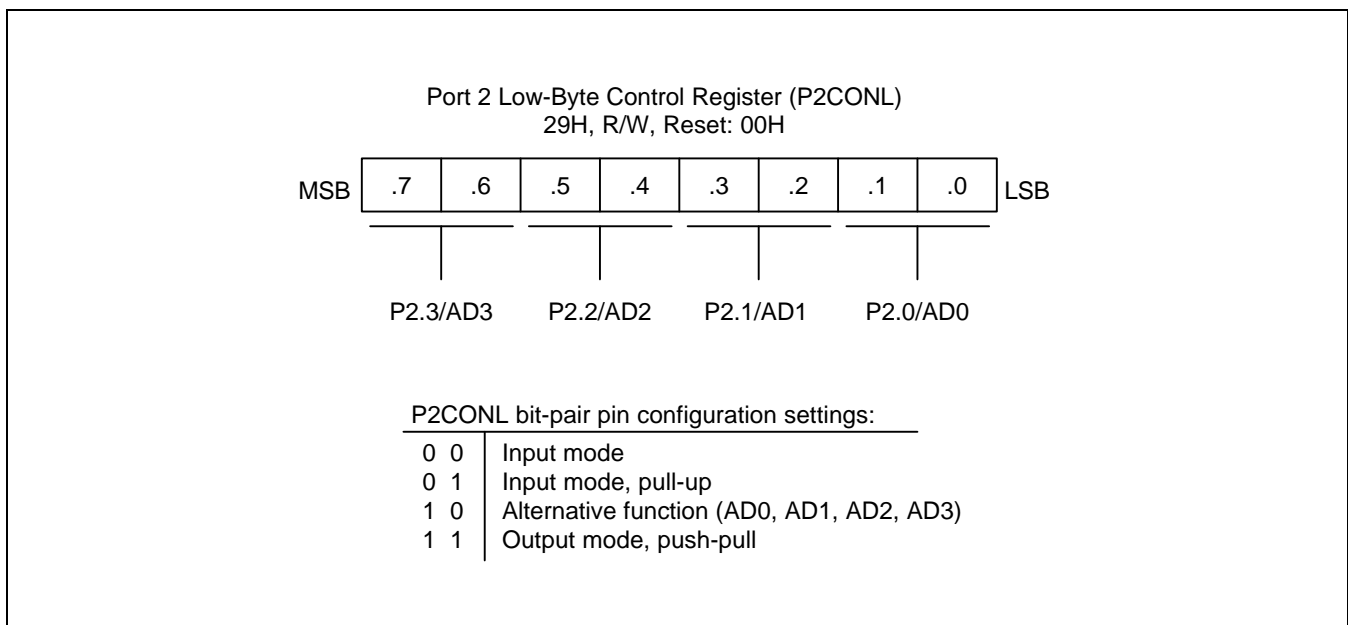 Port 2 Low-Byte Control Register (P2CONL)
29H, R/W, Reset: 00H
MSB .7 .6 .5 .4 .3 .2 .1 .0 LSB
P2.3/AD3 P2.2/AD2 P2.1/AD1 P2.0/AD0
P2CONL bit-pair pin configuration settings:
0 0 Input mode
0 1 Input mode, pull-up
1 0 Alternative function (AD0, AD1, AD2, AD3)
1 1 Output mode, push-pull